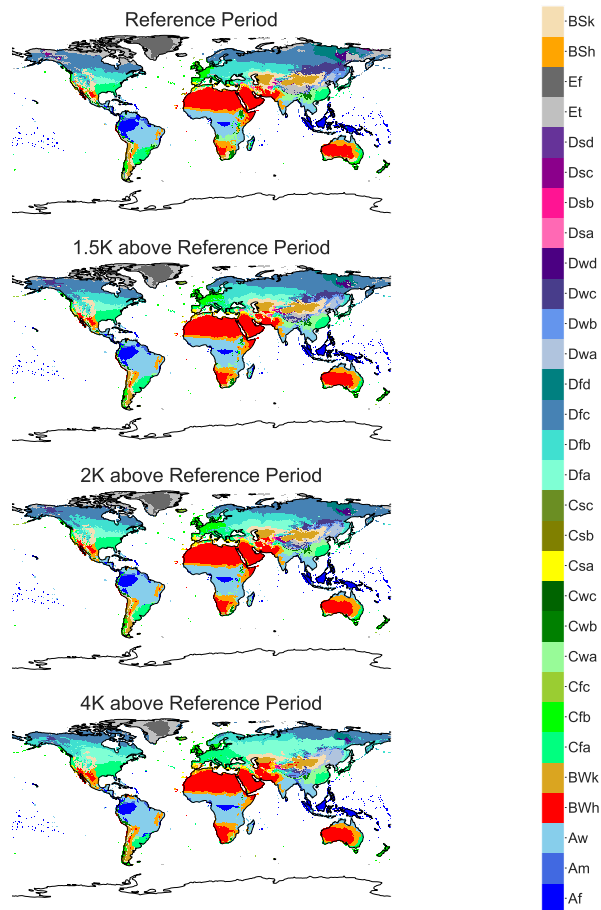 Reference Period
1.5K above Reference Period
2K above Reference Period
4K above Reference Period
BSk
BSh
Ef
Et
Dsd
Dsc
Dsb
Dsa
Dwd
Dwc
Dwb
Dwa
Dfd
Dfc
Dfb
Dfa
Csc
Csb
Csa
Cwc
Cwb
Cwa
Cfc
Cfb
Cfa
BWk
BWh
Aw
Am
Af